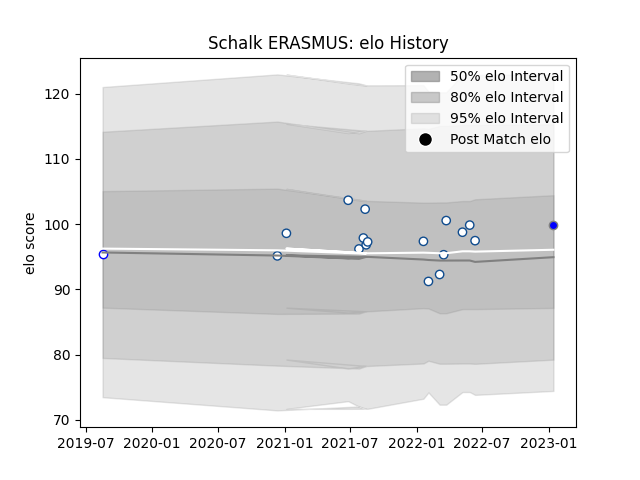 Schalk ERASMUS: elo History
50% elo Interval
80% elo Interval
95% elo Interval
Post Match elo
elo score
120
110
100
90
80
70
2019-07 2020-01 2020-07 2021-01 2021-07 2022-01 2022-07 2023-01